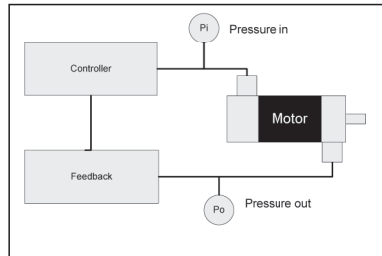 Pi
Pressure in
Controller
Motor
Feedback
Po
Pressure out